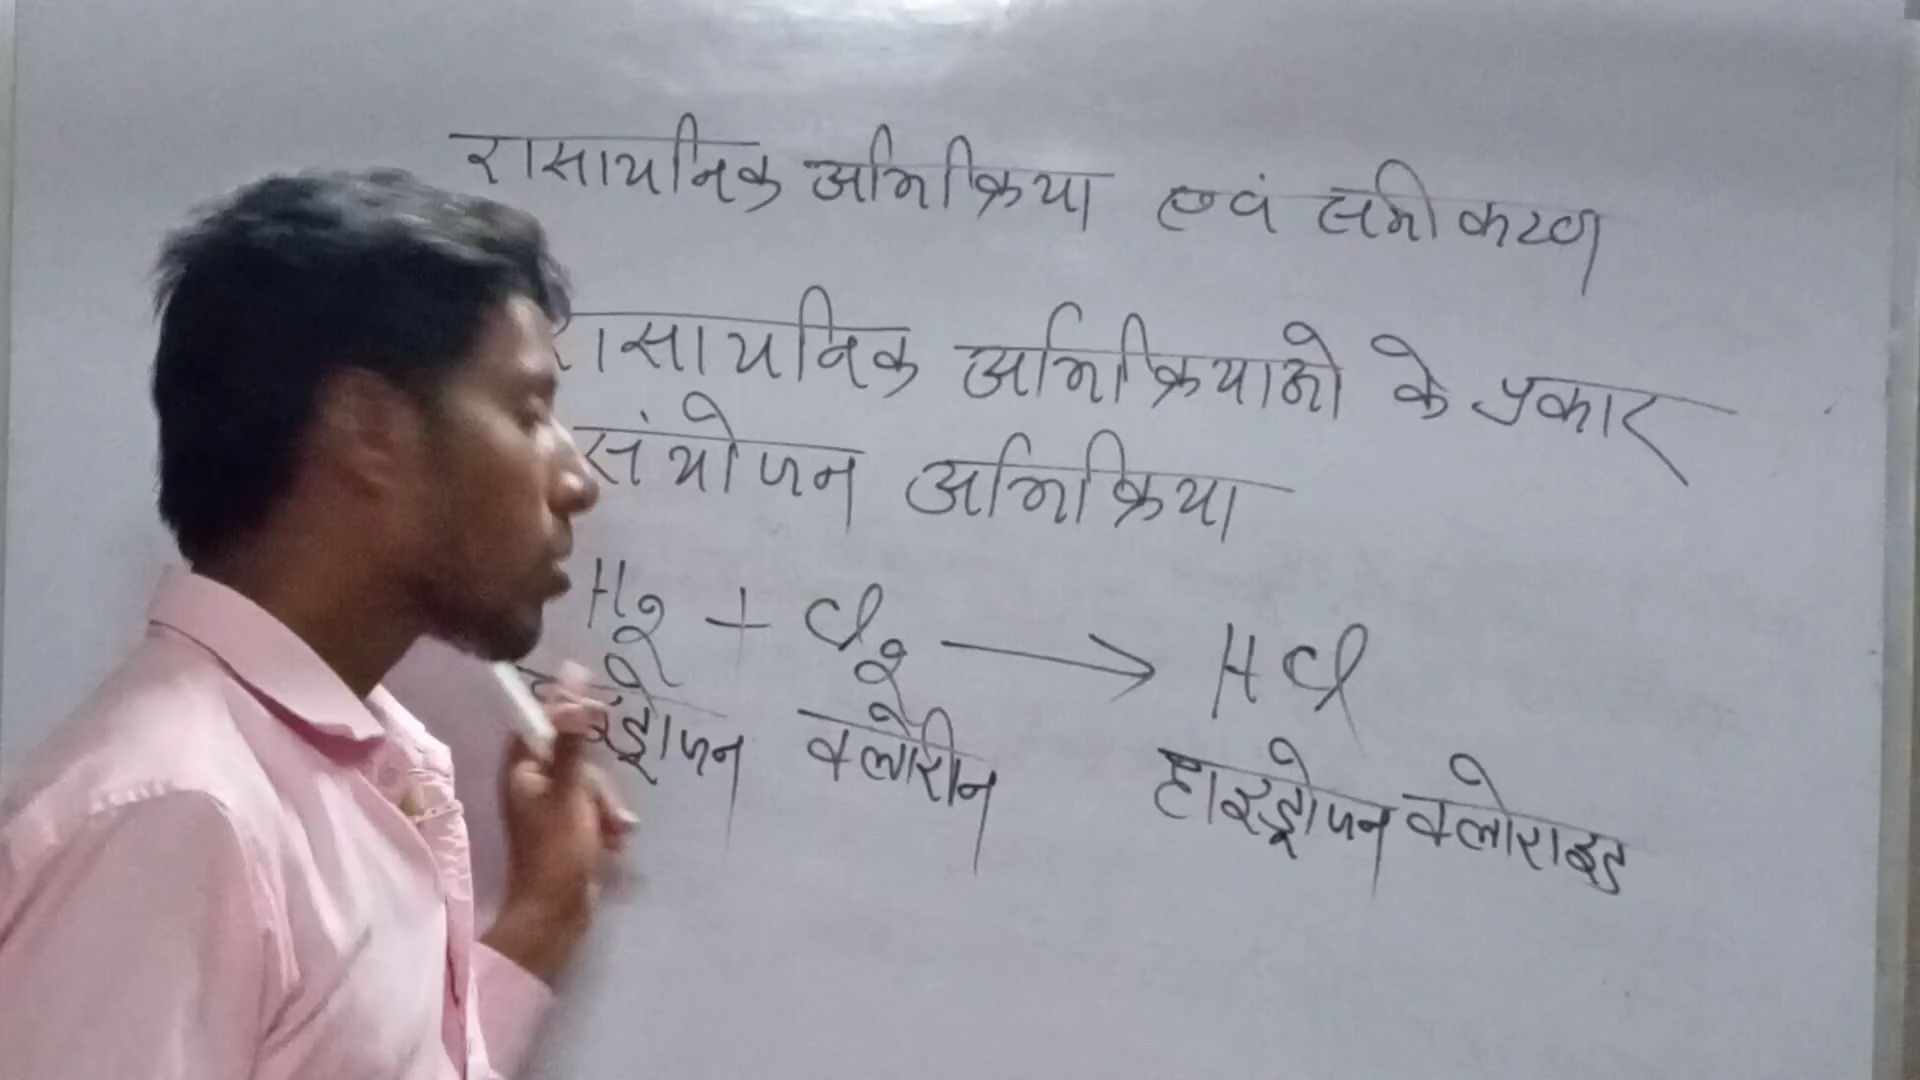 रासायनिक अभिक्रिया एवं समीकरण
रासायनिक अभिक्रियाओ के प्रकार
संयोजन अभिक्रिया
H2 + Cl2 → HCl
हाइड्रोजन क्लोरीन हाइड्रोजन क्लोराइड